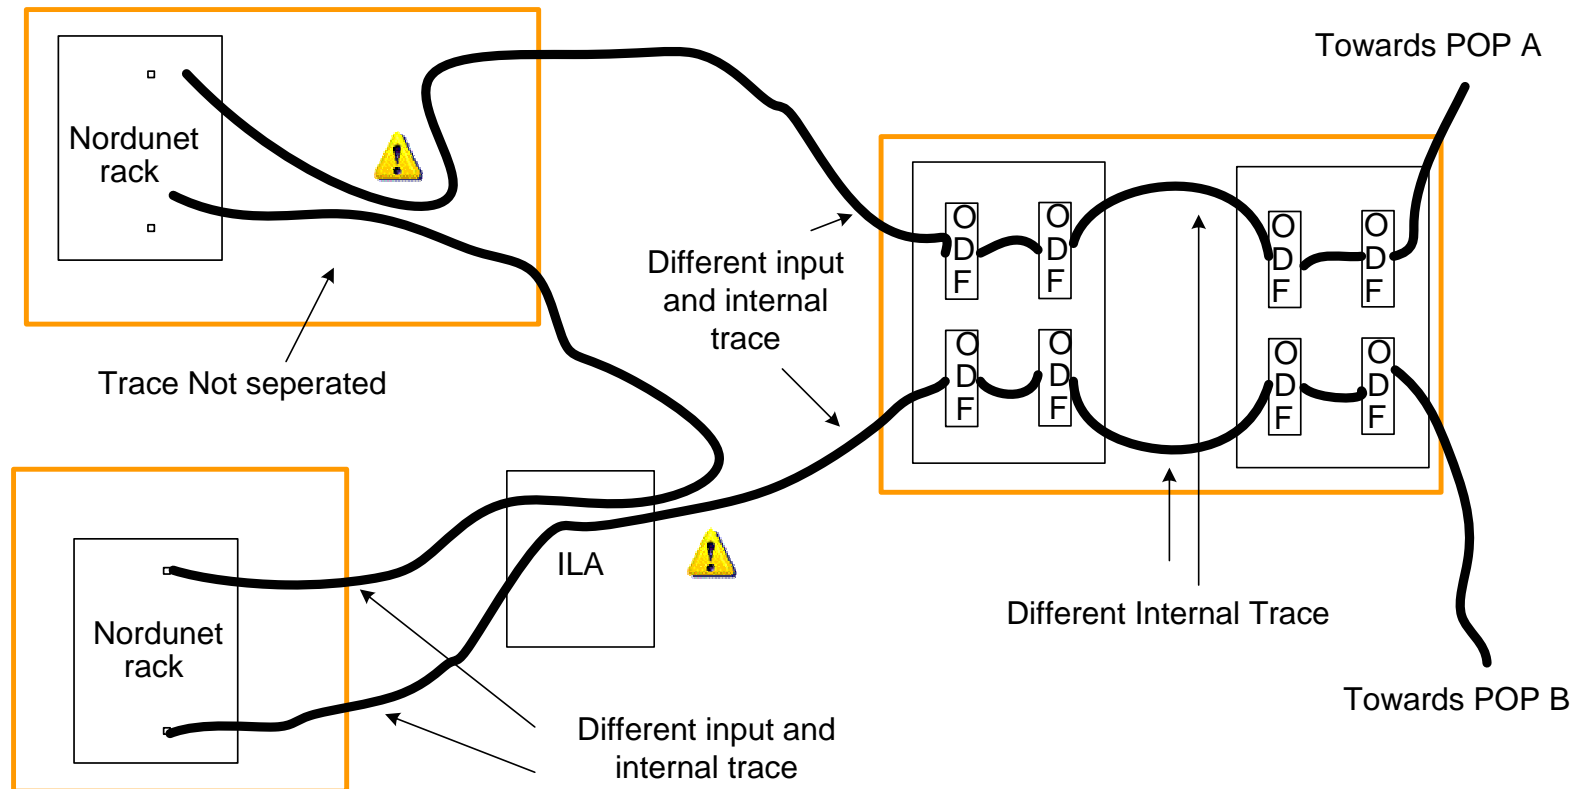 Towards POP A
Nordunet
rack
Different input
and internal
trace
Trace Not seperated
O
D
F
O
D
F
O
D
F
O
D
F
O
D
F
O
D
F
O
D
F
O
D
F
ILA
Nordunet
rack
Different Internal Trace
Towards POP B
Different input and
internal trace